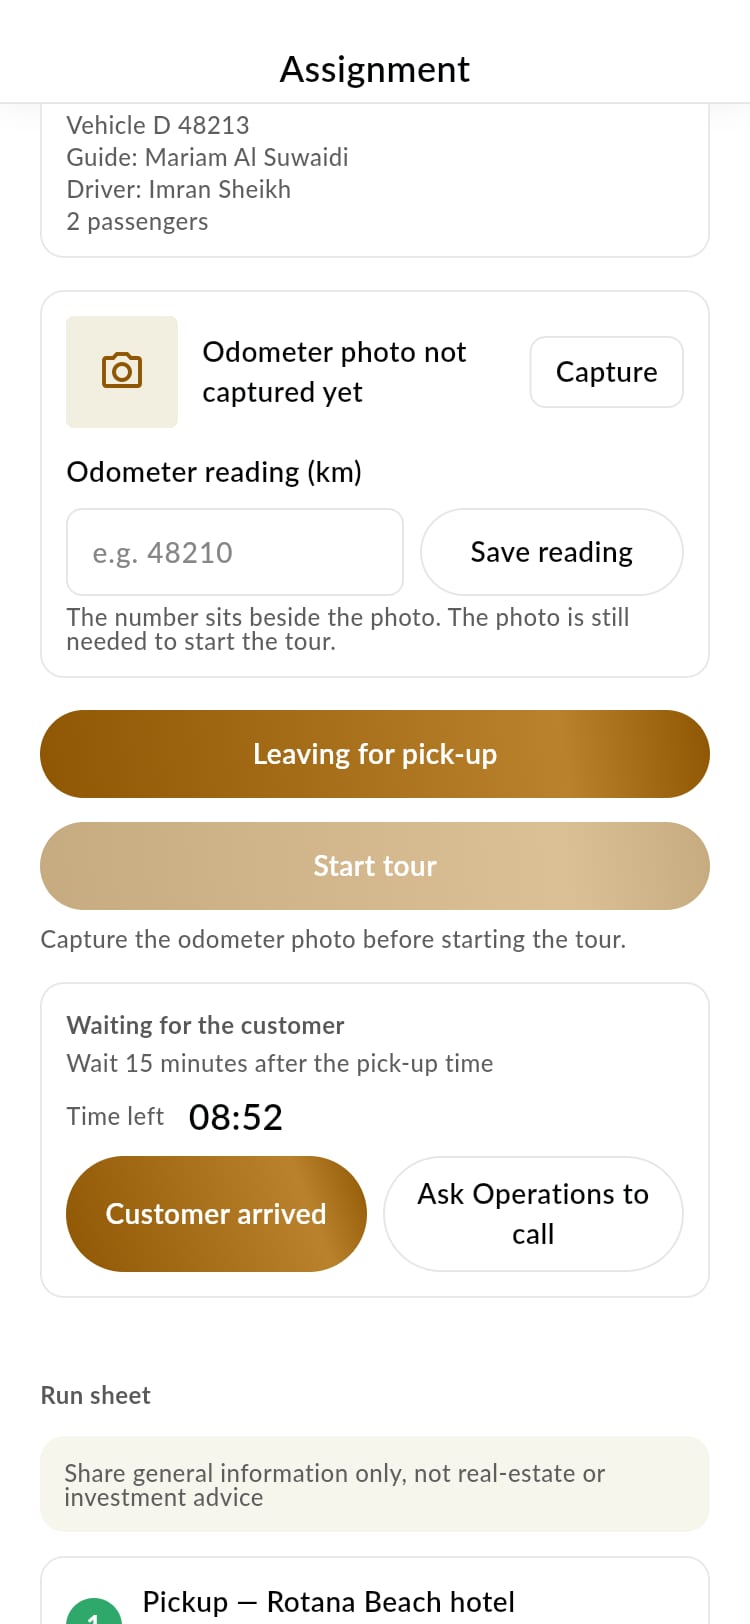 Assignment
Vehicle D 48213
Guide: Mariam Al Suwaidi
Driver: Imran Sheikh
2 passengers
Odometer photo not
captured yet
Capture
Odometer reading (km)
e.g. 48210
Save reading
The number sits beside the photo. The photo is still
needed to start the tour.
Leaving for pick-up
Start tour
Capture the odometer photo before starting the tour.
Waiting for the customer
Wait 15 minutes after the pick-up time
Time left 08:52
Customer arrived
Ask Operations to
call
Run sheet
Share general information only, not real-estate or
investment advice
1
Pickup — Rotana Beach hotel